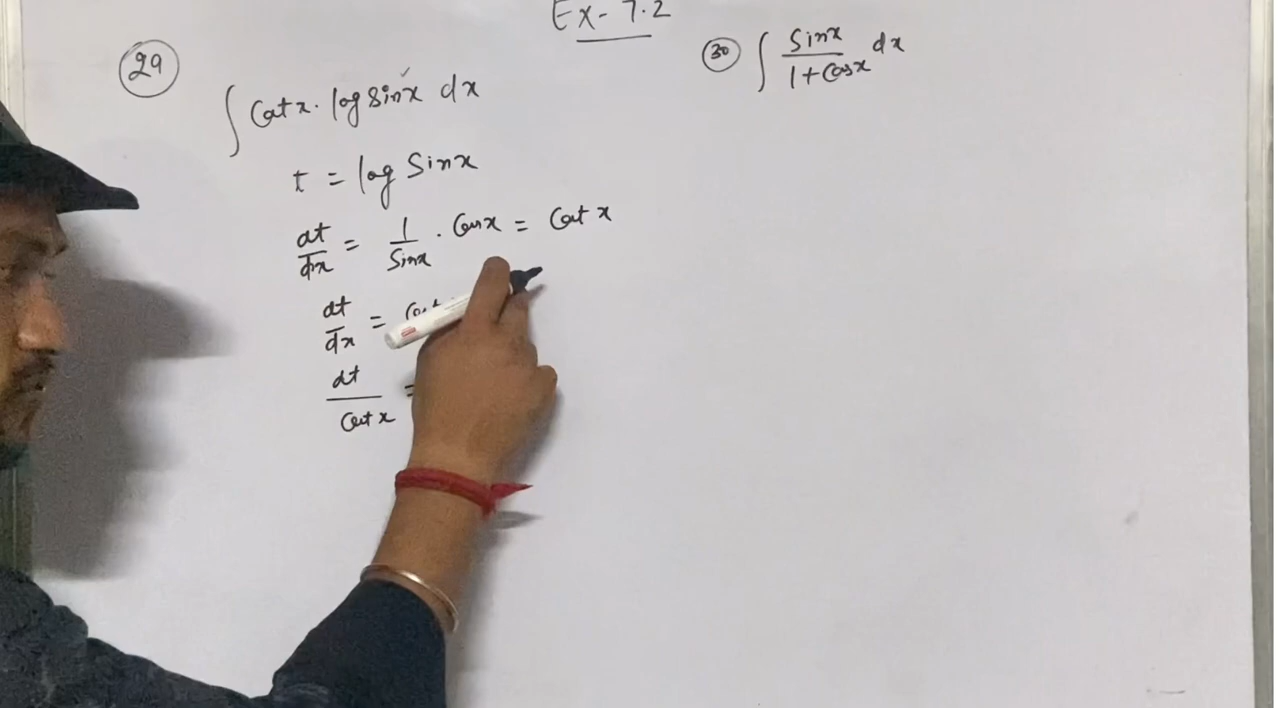 Ex - 7.2
29
∫ Cot x . log sin x dx
t = log Sin x
dt/dx = 1/Sin x . Cos x = Cot x
dt/dx =
dt/Cot x =
30 ∫ Sin x/1 + Cos x dx